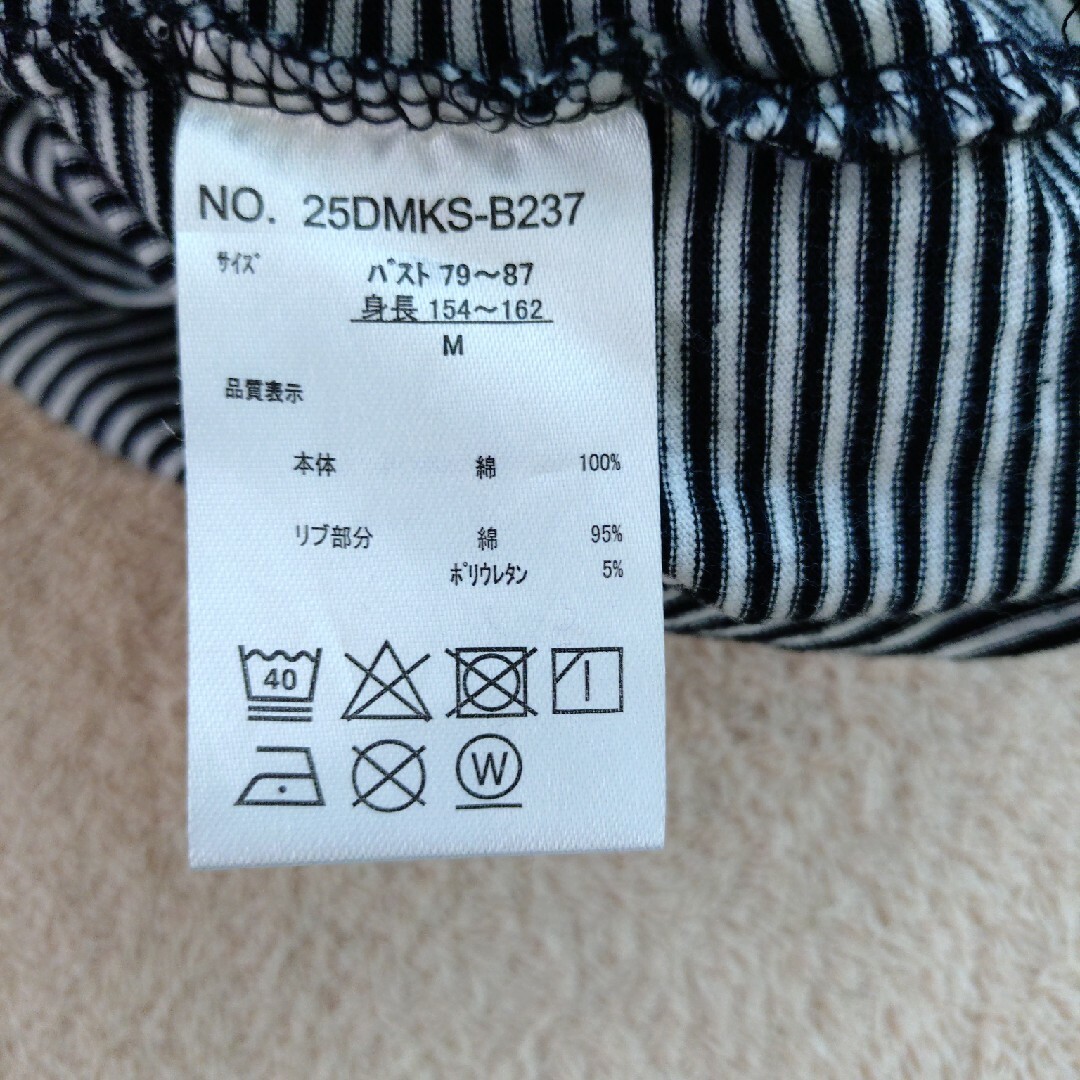 NO. 25DMKS-B237
サイズ
バスト 79～87
身長 154～162
M
品質表示
本体 綿 100%
リブ部分 綿 95%
ポリウレタン 5%
40
W